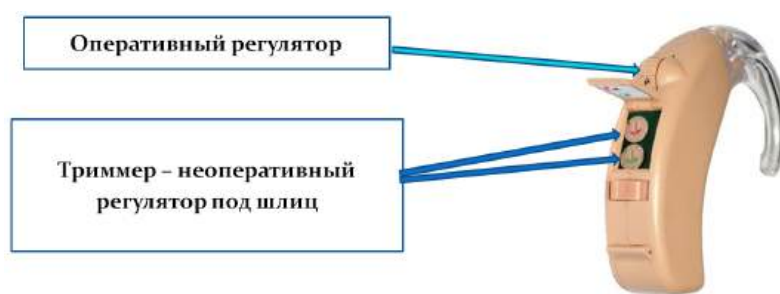 Оперативный регулятор
Триммер – неоперативный
регулятор под шлиц